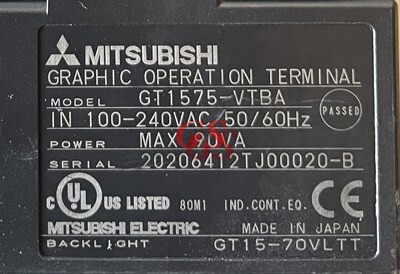 MITSUBISHI
GRAPHIC OPERATION TERMINAL
MODEL GT1575-VTBA
IN 100-240VAC 50/60Hz
PASSED
POWER MAX 90VA
SERIAL 20206412TJ00020-B
C UL US LISTED 80M1 IND.CONT.EQ. CE
MITSUBISHI ELECTRIC MADE IN JAPAN
BACKLIGHT GT15-70VLTT